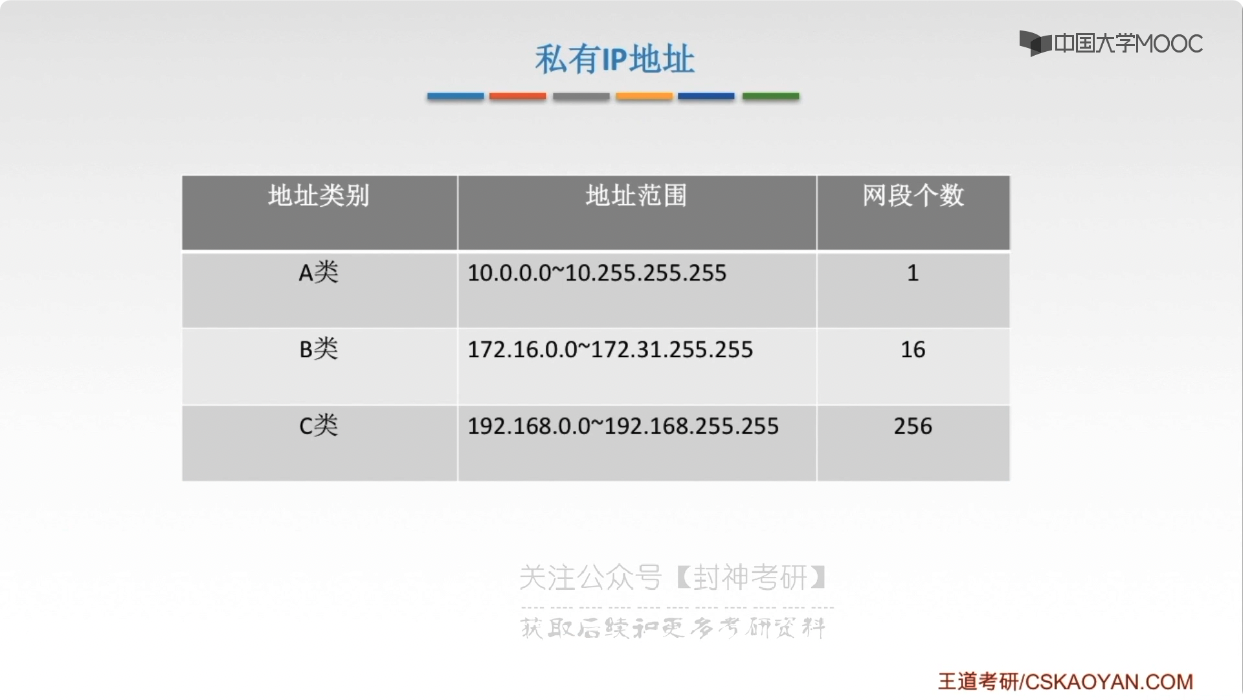 中国大学MOOC
私有IP地址
地址类别 地址范围 网段个数
A类 10.0.0.0~10.255.255.255 1
B类 172.16.0.0~172.31.255.255 16
C类 192.168.0.0~192.168.255.255 256
关注公众号【封神考研】
获取后续和更多考研资料
王道考研/CSKAOYAN.COM